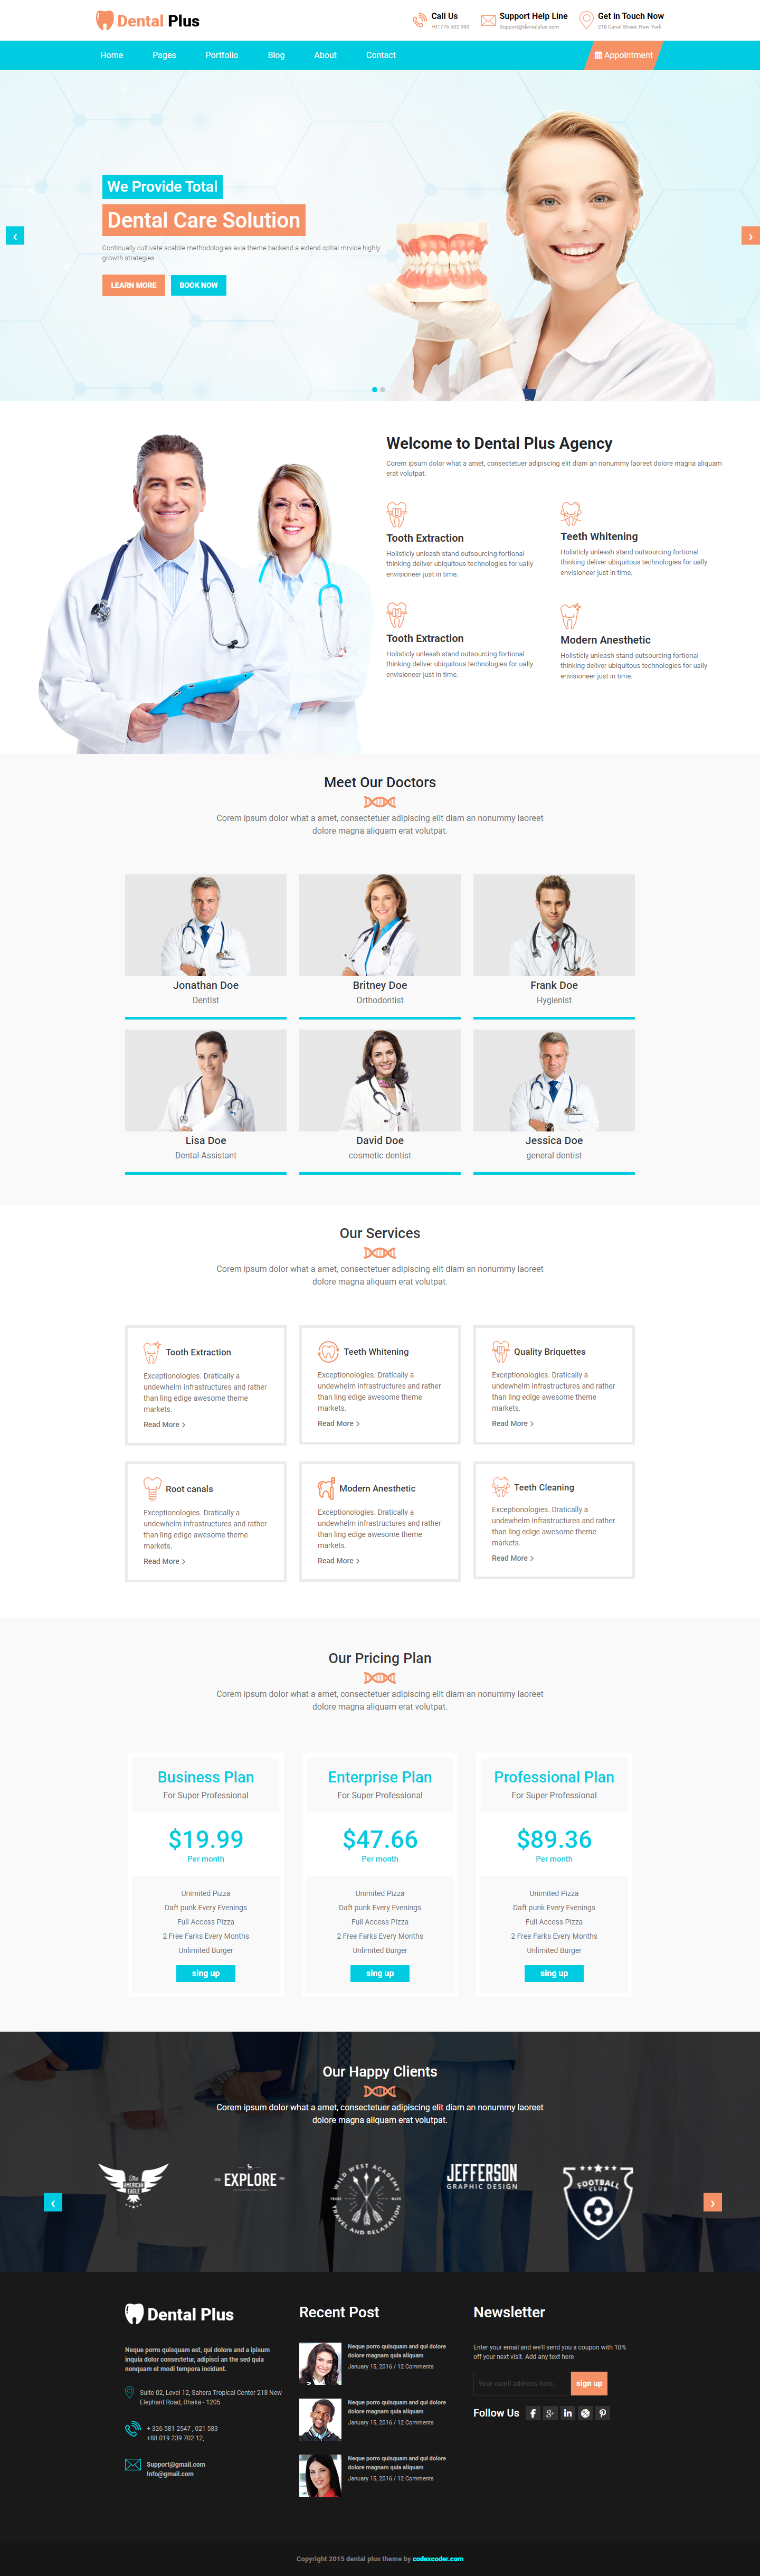 Dental Plus
Call Us
+01776 502 993
Support Help Line
Support@dentalplus.com
Get in Touch Now
218 Canal Street, New York
Home
Pages
Portfolio
Blog
About
Contact
Appointment
We Provide Total
Dental Care Solution
Continually cultivate scalble methodologies avia theme backend a extend optial mrvice highly
growth strategies.
LEARN MORE
BOOK NOW
Welcome to Dental Plus Agency
Corem ipsum dolor what a amet, consectetuer adipiscing elit diam an nonummy laoreet dolore magna aliquam
erat volutpat.
Tooth Extraction
Holisticly unleash stand outsourcing fortional
thinking deliver ubiquitous technologies for ually
envisioneer just in time.
Teeth Whitening
Holisticly unleash stand outsourcing fortional
thinking deliver ubiquitous technologies for ually
envisioneer just in time.
Tooth Extraction
Holisticly unleash stand outsourcing fortional
thinking deliver ubiquitous technologies for ually
envisioneer just in time.
Modern Anesthetic
Holisticly unleash stand outsourcing fortional
thinking deliver ubiquitous technologies for ually
envisioneer just in time.
Meet Our Doctors
Corem ipsum dolor what a amet, consectetuer adipiscing elit diam an nonummy laoreet
dolore magna aliquam erat volutpat.
Jonathan Doe
Dentist
Britney Doe
Orthodontist
Frank Doe
Hygienist
Lisa Doe
Dental Assistant
David Doe
cosmetic dentist
Jessica Doe
general dentist
Our Services
Corem ipsum dolor what a amet, consectetuer adipiscing elit diam an nonummy laoreet
dolore magna aliquam erat volutpat.
Tooth Extraction
Exceptionologies. Dratically a
undewhelm infrastructures and rather
than ling edige awesome theme
markets.
Read More
Teeth Whitening
Exceptionologies. Dratically a
undewhelm infrastructures and rather
than ling edige awesome theme
markets.
Read More
Quality Briquettes
Exceptionologies. Dratically a
undewhelm infrastructures and rather
than ling edige awesome theme
markets.
Read More
Root canals
Exceptionologies. Dratically a
undewhelm infrastructures and rather
than ling edige awesome theme
markets.
Read More
Modern Anesthetic
Exceptionologies. Dratically a
undewhelm infrastructures and rather
than ling edige awesome theme
markets.
Read More
Teeth Cleaning
Exceptionologies. Dratically a
undewhelm infrastructures and rather
than ling edige awesome theme
markets.
Read More
Our Pricing Plan
Corem ipsum dolor what a amet, consectetuer adipiscing elit diam an nonummy laoreet
dolore magna aliquam erat volutpat.
Business Plan
For Super Professional
$19.99
Per month
Unimited Pizza
Daft punk Every Evenings
Full Access Pizza
2 Free Farks Every Months
Unlimited Burger
sing up
Enterprise Plan
For Super Professional
$47.66
Per month
Unimited Pizza
Daft punk Every Evenings
Full Access Pizza
2 Free Farks Every Months
Unlimited Burger
sing up
Professional Plan
For Super Professional
$89.36
Per month
Unimited Pizza
Daft punk Every Evenings
Full Access Pizza
2 Free Farks Every Months
Unlimited Burger
sing up
Our Happy Clients
Corem ipsum dolor what a amet, consectetuer adipiscing elit diam an nonummy laoreet
dolore magna aliquam erat volutpat.
The
AMERICAN
EAGLE
EXPLORE
WILD WEST ACADEMY
TRAVEL AND RELAXATION
JEFFERSON
GRAPHIC DESIGN
FOOTBALL
CLUB
Dental Plus
Neque porro quisquam est, qui dolore and a ipsum
inquia dolor consectetur, adipisci an the sed quia
nonquam et modi tempora incidunt.
Suite 02, Level 12, Sahera Tropical Center 218 New
Elephant Road, Dhaka - 1205
+ 326 581 2547 , 021 583
+88 019 239 702 12,
Support@gmail.com
Info@gmail.com
Recent Post
Neque porro quisquam and qui dolore
dolore magnam quia aliquam
January 15, 2016 / 12 Comments
Neque porro quisquam and qui dolore
dolore magnam quia aliquam
January 15, 2016 / 12 Comments
Neque porro quisquam and qui dolore
dolore magnam quia aliquam
January 15, 2016 / 12 Comments
Newsletter
Enter your email and we'll send you a coupon with 10%
off your next visit. Add any text here
Your eamil address here...
sign up
Follow Us
Copyright 2015 dental plus theme by codexcoder.com